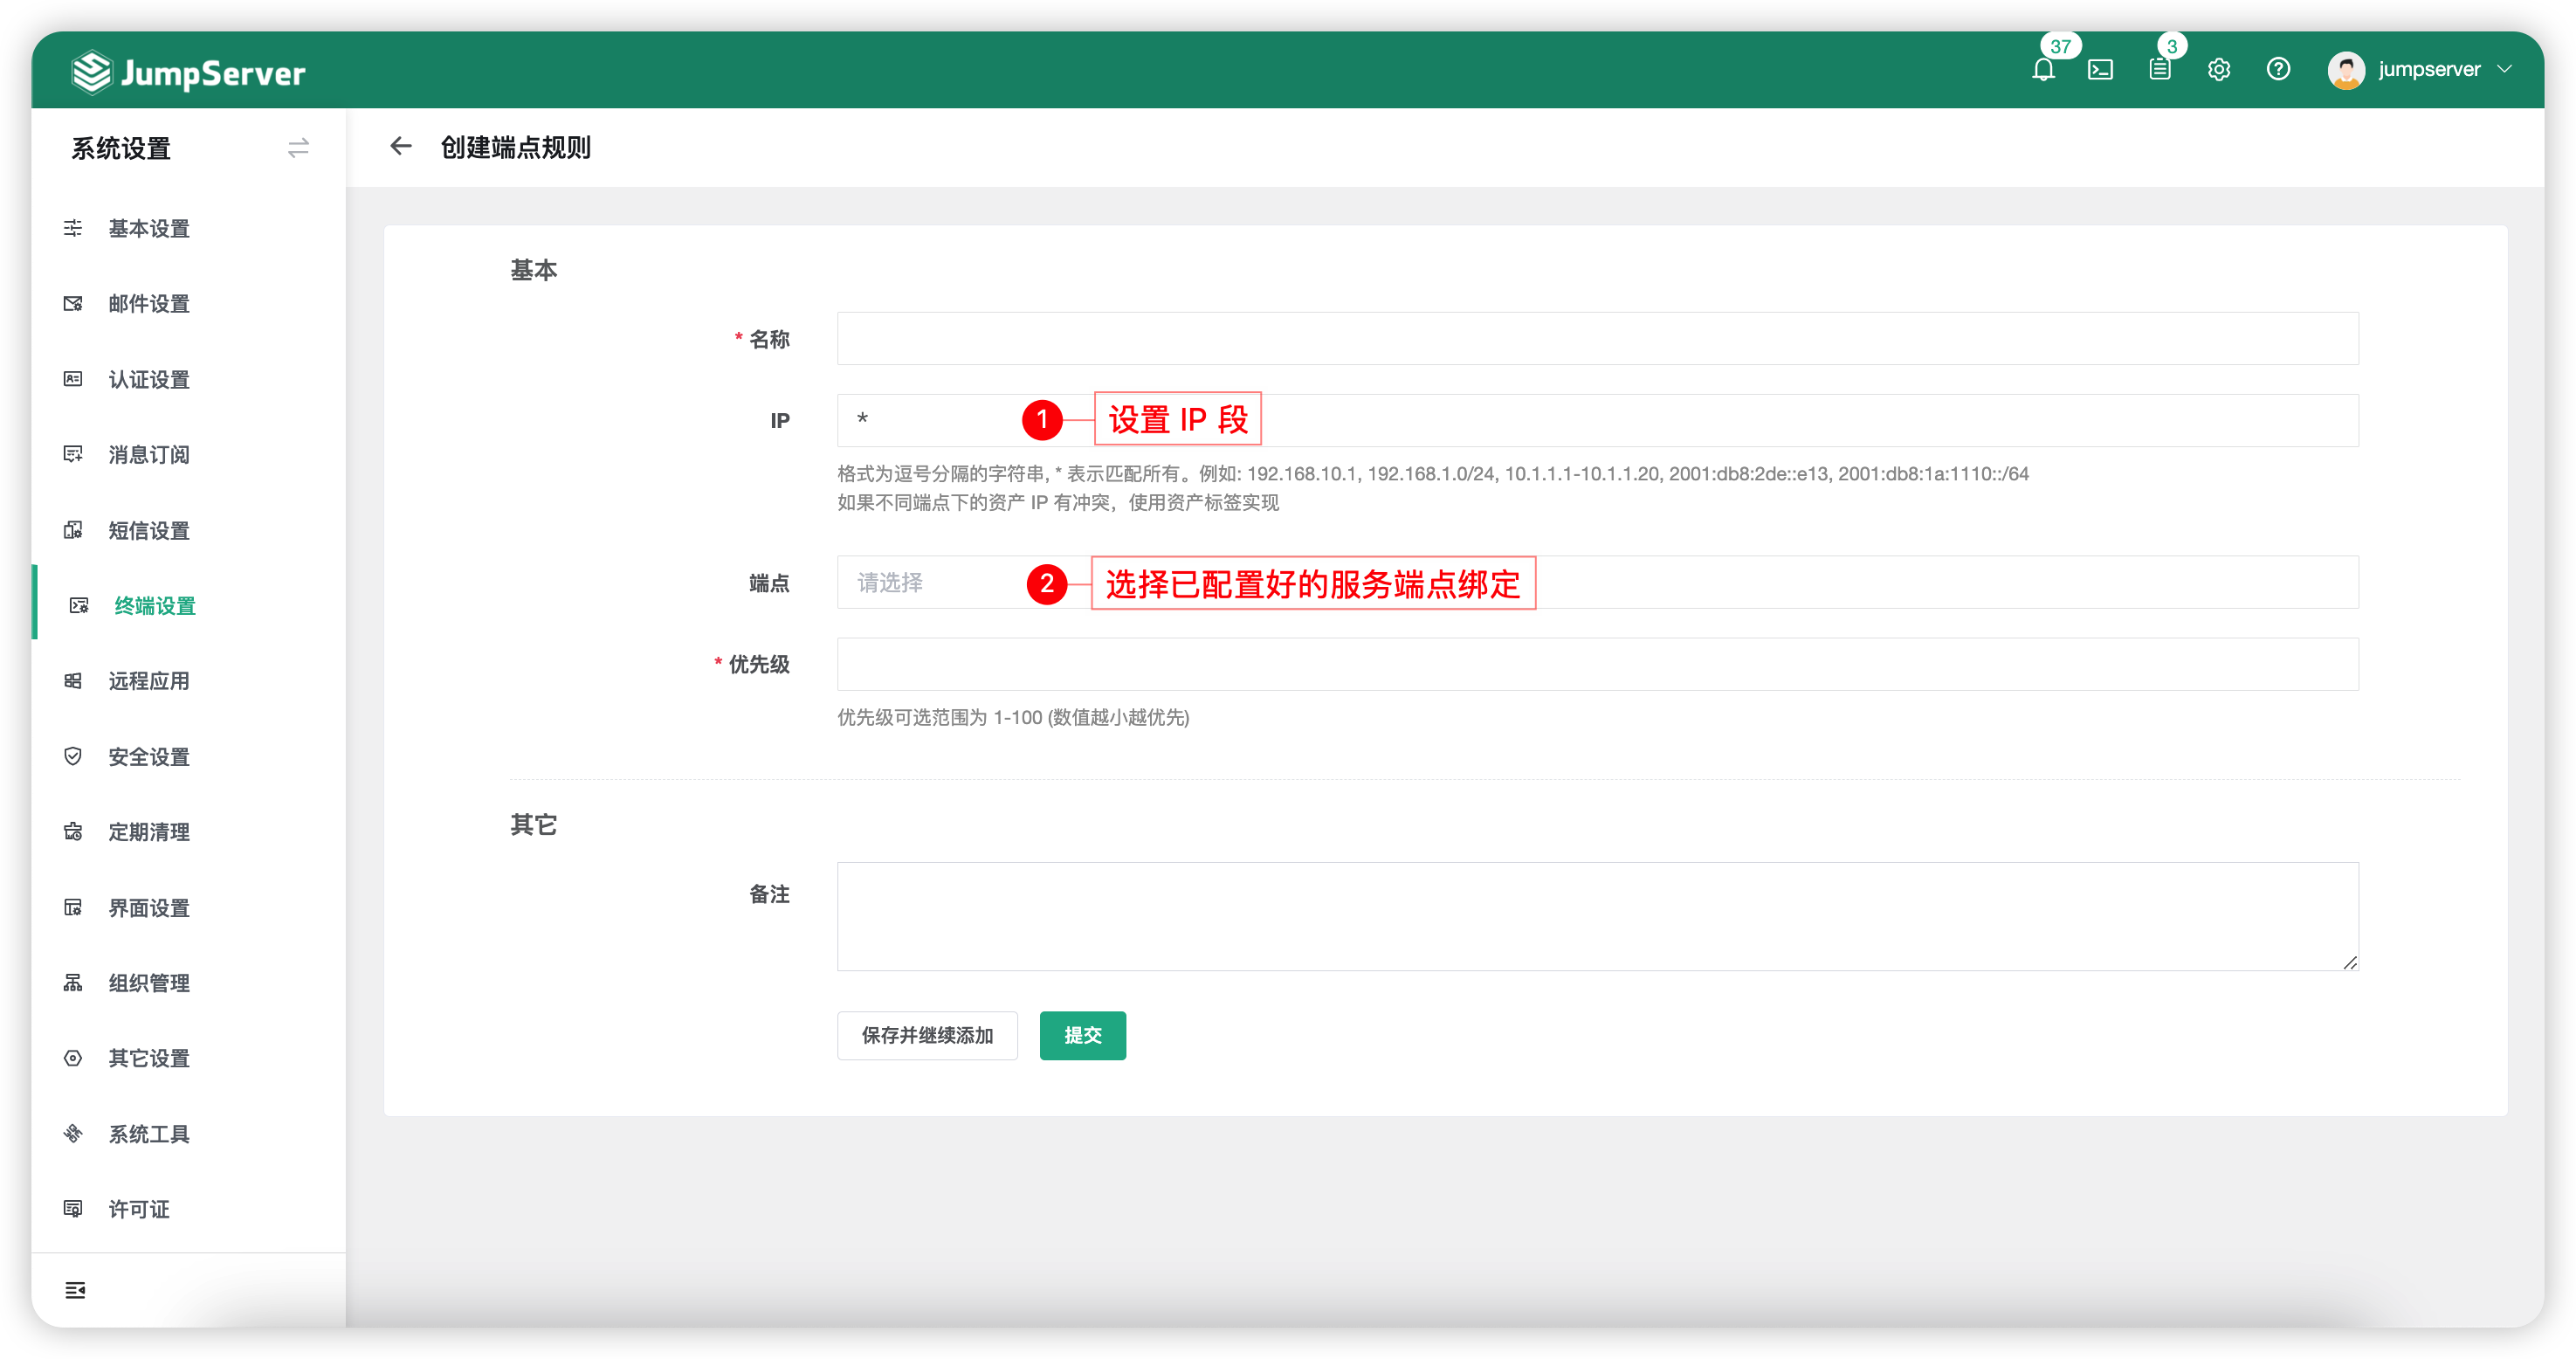 JumpServer
37
3
jumpserver
系统设置
创建端点规则
基本设置
邮件设置
认证设置
消息订阅
短信设置
终端设置
远程应用
安全设置
定期清理
界面设置
组织管理
其它设置
系统工具
许可证
基本
* 名称
IP
*
1 设置 IP 段
格式为逗号分隔的字符串, * 表示匹配所有。例如: 192.168.10.1, 192.168.1.0/24, 10.1.1.1-10.1.1.20, 2001:db8:2de::e13, 2001:db8:1a:1110::/64
如果不同端点下的资产 IP 有冲突，使用资产标签实现
端点
请选择
2 选择已配置好的服务端点绑定
* 优先级
优先级可选范围为 1-100 (数值越小越优先)
其它
备注
保存并继续添加
提交